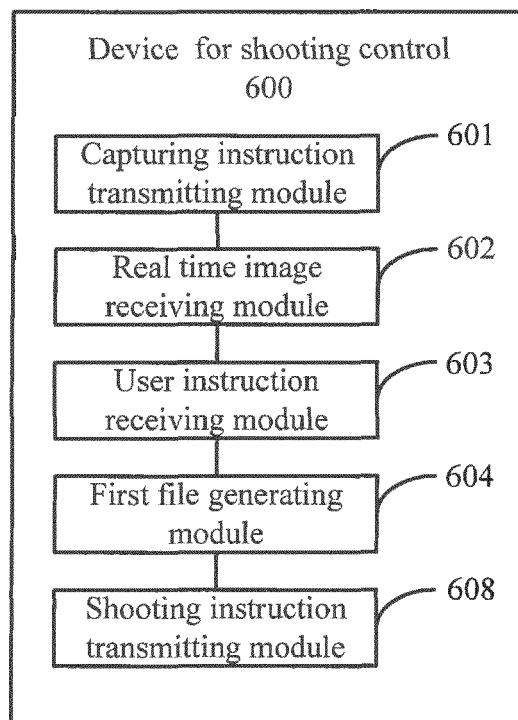 Device for shooting control
600
Capturing instruction
transmitting module
601
Real time image
receiving module
602
User instruction
receiving module
603
First file generating
module
604
Shooting instruction
transmitting module
608